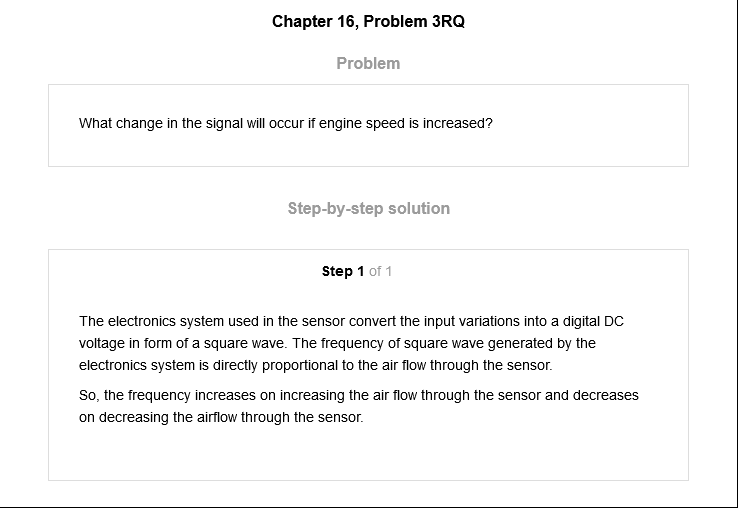 Chapter 16, Problem 3RQ
Problem
What change in the signal will occur if engine speed is increased?
Step-by-step solution
Step 1 of 1
The electronics system used in the sensor convert the input variations into a digital DC
voltage in form of a square wave. The frequency of square wave generated by the
electronics system is directly proportional to the air flow through the sensor.
So, the frequency increases on increasing the air flow through the sensor and decreases
on decreasing the airflow through the sensor.